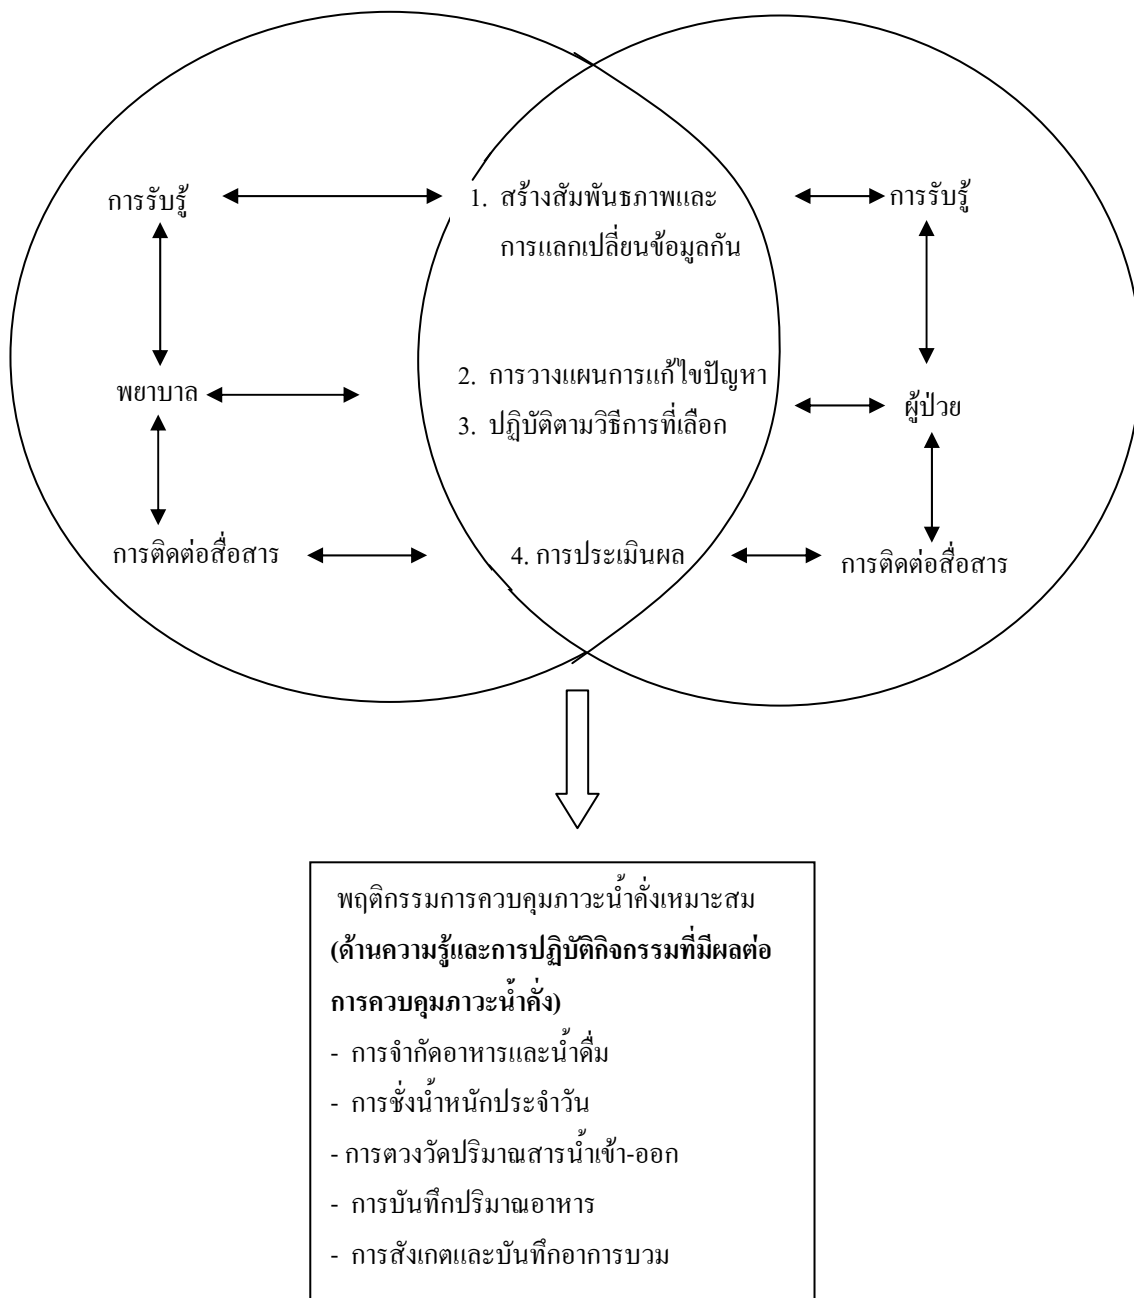 การรับรู้
1. สร้างสัมพันธภาพและ
การแลกเปลี่ยนข้อมูลกัน
การรับรู้
พยาบาล
2. การวางแผนการแก้ไขปัญหา
3. ปฏิบัติตามวิธีการที่เลือก
ผู้ป่วย
การติดต่อสื่อสาร
4. การประเมินผล
การติดต่อสื่อสาร
พฤติกรรมการควบคุมภาวะน้ำคั่งเหมาะสม
(ด้านความรู้และการปฏิบัติกิจกรรมที่มีผลต่อ
การควบคุมภาวะน้ำคั่ง)
- การจำกัดอาหารและน้ำดื่ม
- การชั่งน้ำหนักประจำวัน
- การตวงวัดปริมาณสารน้ำเข้า-ออก
- การบันทึกปริมาณอาหาร
- การสังเกตและบันทึกอาการบวม